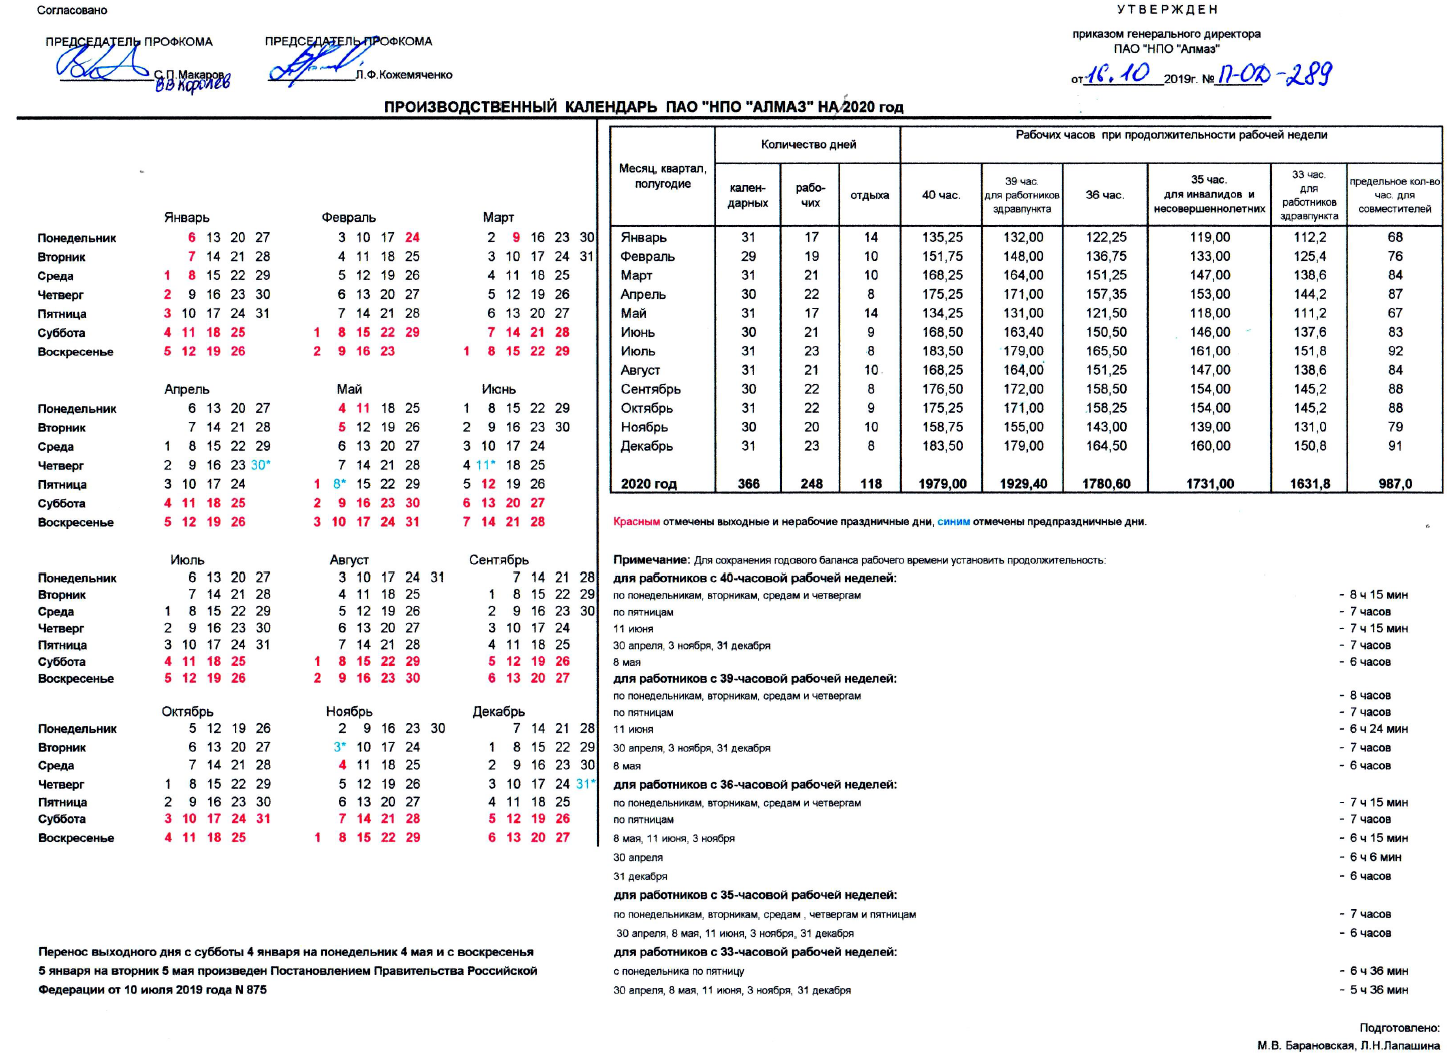 Согласовано
ПРЕДСЕДАТЕЛЬ ПРОФКОМА ПРЕДСЕДАТЕЛЬ ПРОФКОМА
С.П.Макаров Л.Ф.Кожемяченко
В В Королёв
У Т В Е Р Ж Д Е Н
приказом генерального директора
ПАО "НПО "Алмаз"
от 16.10 2019г. № П-ОД-289
ПРОИЗВОДСТВЕННЫЙ КАЛЕНДАРЬ ПАО "НПО "АЛМАЗ" НА 2020 год
Январь Февраль Март
Понедельник 6 13 20 27 3 10 17 24 2 9 16 23 30
Вторник 7 14 21 28 4 11 18 25 3 10 17 24 31
Среда 1 8 15 22 29 5 12 19 26 4 11 18 25
Четверг 2 9 16 23 30 6 13 20 27 5 12 19 26
Пятница 3 10 17 24 31 7 14 21 28 6 13 20 27
Суббота 4 11 18 25 1 8 15 22 29 7 14 21 28
Воскресенье 5 12 19 26 2 9 16 23 1 8 15 22 29
Апрель Май Июнь
Понедельник 6 13 20 27 4 11 18 25 1 8 15 22 29
Вторник 7 14 21 28 5 12 19 26 2 9 16 23 30
Среда 1 8 15 22 29 6 13 20 27 3 10 17 24
Четверг 2 9 16 23 30* 7 14 21 28 4 11* 18 25
Пятница 3 10 17 24 1 8* 15 22 29 5 12 19 26
Суббота 4 11 18 25 2 9 16 23 30 6 13 20 27
Воскресенье 5 12 19 26 3 10 17 24 31 7 14 21 28
Июль Август Сентябрь
Понедельник 6 13 20 27 3 10 17 24 31 7 14 21 28
Вторник 7 14 21 28 4 11 18 25 1 8 15 22 29
Среда 1 8 15 22 29 5 12 19 26 2 9 16 23 30
Четверг 2 9 16 23 30 6 13 20 27 3 10 17 24
Пятница 3 10 17 24 31 7 14 21 28 4 11 18 25
Суббота 4 11 18 25 1 8 15 22 29 5 12 19 26
Воскресенье 5 12 19 26 2 9 16 23 30 6 13 20 27
Октябрь Ноябрь Декабрь
Понедельник 5 12 19 26 2 9 16 23 30 7 14 21 28
Вторник 6 13 20 27 3* 10 17 24 1 8 15 22 29
Среда 7 14 21 28 4 11 18 25 2 9 16 23 30
Четверг 1 8 15 22 29 5 12 19 26 3 10 17 24 31*
Пятница 2 9 16 23 30 6 13 20 27 4 11 18 25
Суббота 3 10 17 24 31 7 14 21 28 5 12 19 26
Воскресенье 4 11 18 25 1 8 15 22 29 6 13 20 27
Перенос выходного дня с субботы 4 января на понедельник 4 мая и с воскресенья
5 января на вторник 5 мая произведен Постановлением Правительства Российской
Федерации от 10 июля 2019 года N 875
Месяц, квартал, полугодие Количество дней Рабочих часов при продолжительности рабочей недели
кален-дарных рабо-чих отдыха 40 час. 39 час. для работников здравпункта 36 час. 35 час. для инвалидов и несовершеннолетних 33 час. для работников здравпункта предельное кол-во час. для совместителей
Январь 31 17 14 135,25 132,00 122,25 119,00 112,2 68
Февраль 29 19 10 151,75 148,00 136,75 133,00 125,4 76
Март 31 21 10 168,25 164,00 151,25 147,00 138,6 84
Апрель 30 22 8 175,25 171,00 157,35 153,00 144,2 87
Май 31 17 14 134,25 131,00 121,50 118,00 111,2 67
Июнь 30 21 9 168,50 163,40 150,50 146,00 137,6 83
Июль 31 23 8 183,50 179,00 165,50 161,00 151,8 92
Август 31 21 10 168,25 164,00 151,25 147,00 138,6 84
Сентябрь 30 22 8 176,50 172,00 158,50 154,00 145,2 88
Октябрь 31 22 9 175,25 171,00 158,25 154,00 145,2 88
Ноябрь 30 20 10 158,75 155,00 143,00 139,00 131,0 79
Декабрь 31 23 8 183,50 179,00 164,50 160,00 150,8 91
2020 год 366 248 118 1979,00 1929,40 1780,60 1731,00 1631,8 987,0
Красным отмечены выходные и нерабочие праздничные дни, синим отмечены предпраздничные дни.
Примечание: Для сохранения годового баланса рабочего времени установить продолжительность:
для работников с 40-часовой рабочей неделей:
по понедельникам, вторникам, средам и четвергам - 8 ч 15 мин
по пятницам - 7 часов
11 июня - 7 ч 15 мин
30 апреля, 3 ноября, 31 декабря - 7 часов
8 мая - 6 часов
для работников с 39-часовой рабочей неделей:
по понедельникам, вторникам, средам и четвергам - 8 часов
по пятницам - 7 часов
11 июня - 6 ч 24 мин
30 апреля, 3 ноября, 31 декабря - 7 часов
8 мая - 6 часов
для работников с 36-часовой рабочей неделей:
по понедельникам, вторникам, средам и четвергам - 7 ч 15 мин
по пятницам - 7 часов
8 мая, 11 июня, 3 ноября - 6 ч 15 мин
30 апреля - 6 ч 6 мин
31 декабря - 6 часов
для работников с 35-часовой рабочей неделей:
по понедельникам, вторникам, средам , четвергам и пятницам - 7 часов
30 апреля, 8 мая, 11 июня, 3 ноября, 31 декабря - 6 часов
для работников с 33-часовой рабочей неделей:
с понедельника по пятницу - 6 ч 36 мин
30 апреля, 8 мая, 11 июня, 3 ноября, 31 декабря - 5 ч 36 мин
Подготовлено:
М.В. Барановская, Л.Н.Лапашина